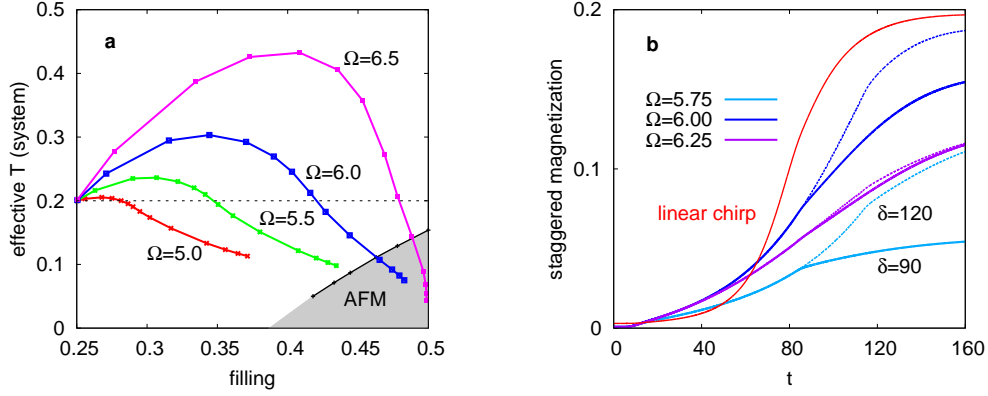 a
effective T (system)
0.5
0.4
0.3
0.2
0.1
0
Ω=6.5
Ω=6.0
Ω=5.5
Ω=5.0
AFM
0.25
0.3
0.35
0.4
0.45
0.5
filling
b
staggered magnetization
0.2
0.1
0
Ω=5.75
Ω=6.00
Ω=6.25
linear chirp
δ=120
δ=90
0
40
80
120
160
t